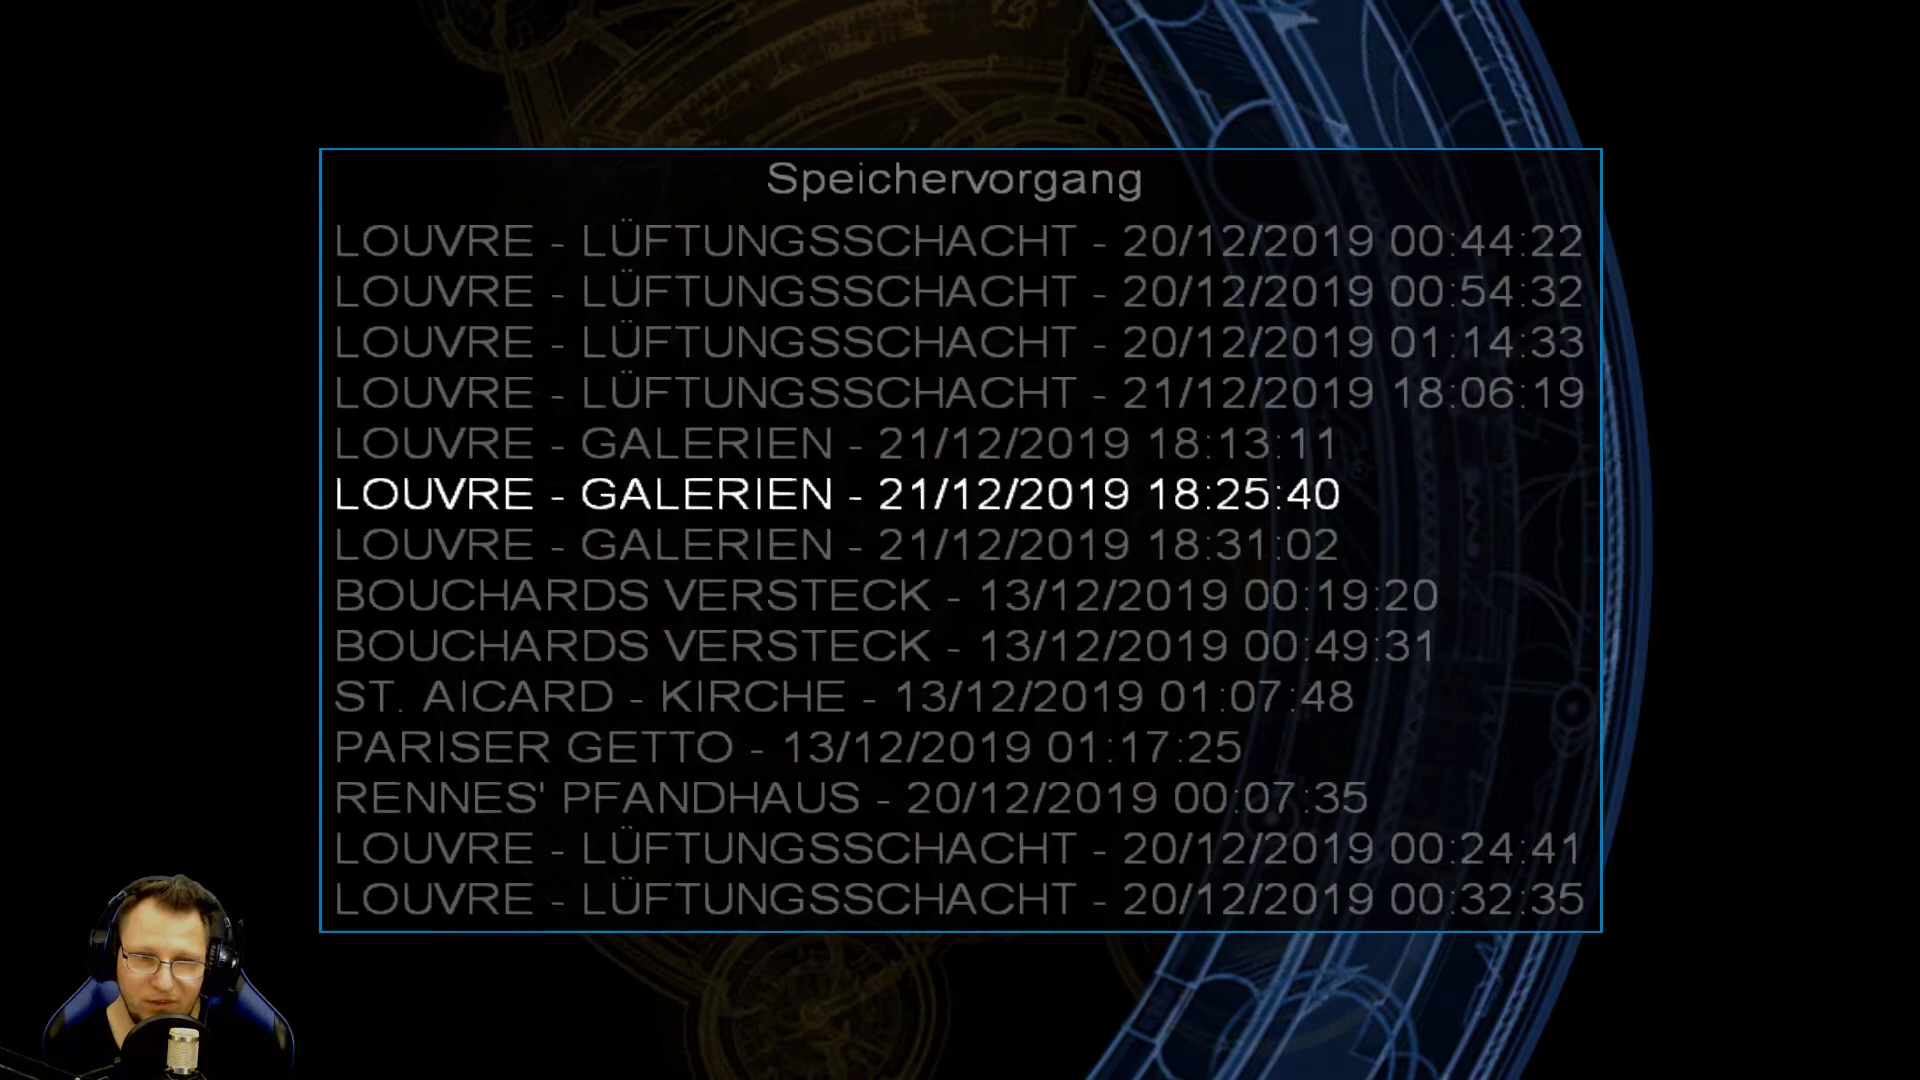 Speichervorgang
LOUVRE - LÜFTUNGSSCHACHT - 20/12/2019 00:44:22
LOUVRE - LÜFTUNGSSCHACHT - 20/12/2019 00:54:32
LOUVRE - LÜFTUNGSSCHACHT - 20/12/2019 01:14:33
LOUVRE - LÜFTUNGSSCHACHT - 21/12/2019 18:06:19
LOUVRE - GALERIEN - 21/12/2019 18:13:11
LOUVRE - GALERIEN - 21/12/2019 18:25:40
LOUVRE - GALERIEN - 21/12/2019 18:31:02
BOUCHARDS VERSTECK - 13/12/2019 00:19:20
BOUCHARDS VERSTECK - 13/12/2019 00:49:31
ST. AICARD - KIRCHE - 13/12/2019 01:07:48
PARISER GETTO - 13/12/2019 01:17:25
RENNES' PFANDHAUS - 20/12/2019 00:07:35
LOUVRE - LÜFTUNGSSCHACHT - 20/12/2019 00:24:41
LOUVRE - LÜFTUNGSSCHACHT - 20/12/2019 00:32:35